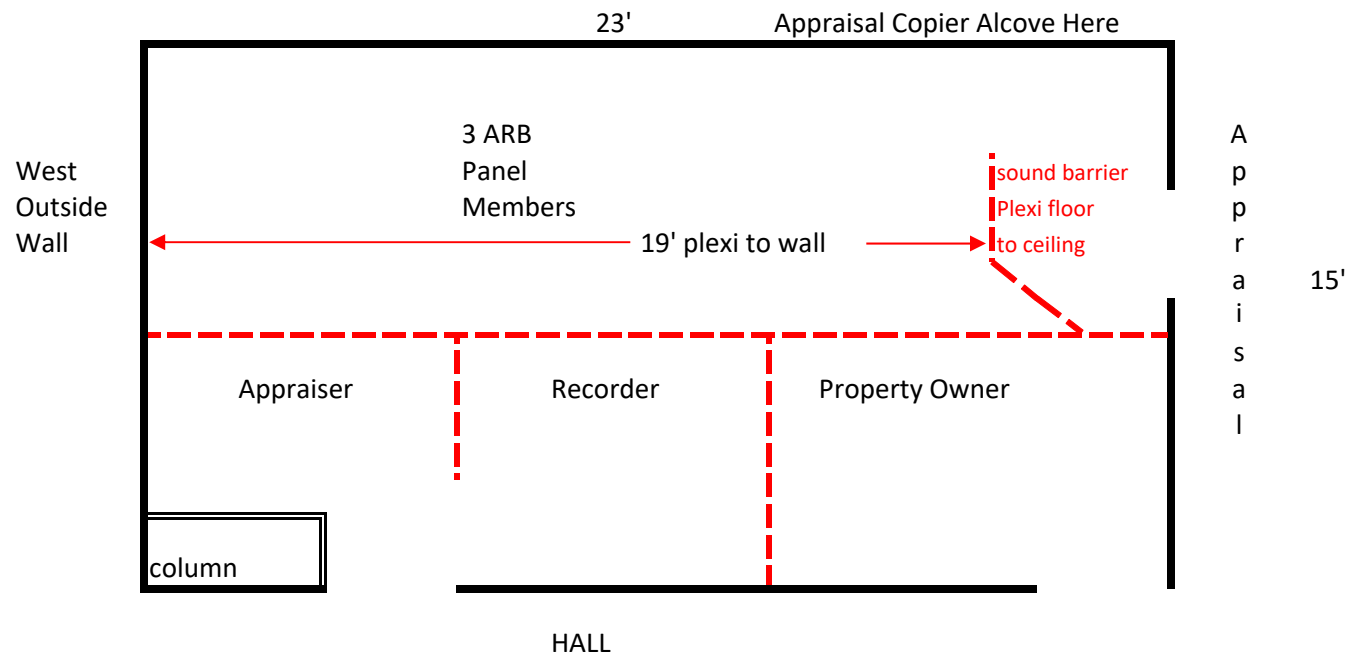 23' Appraisal Copier Alcove Here
West
Outside
Wall
3 ARB
Panel
Members
19' plexi to wall
sound barrier
Plexi floor
to ceiling
A
p
p
r
a
i
s
a
l
15'
Appraiser
Recorder
Property Owner
column
HALL